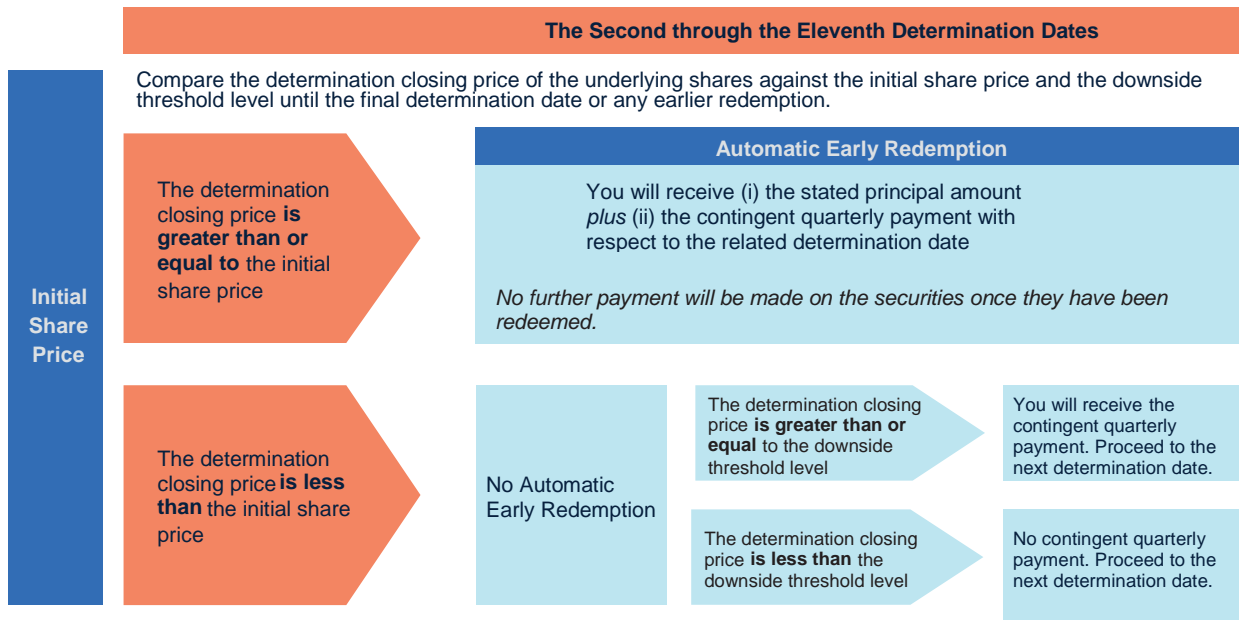 The Second through the Eleventh Determination Dates
Compare the determination closing price of the underlying shares against the initial share price and the downside
threshold level until the final determination date or any earlier redemption.
Initial
Share
Price
The determination
closing price is
greater than or
equal to the initial
share price
Automatic Early Redemption
You will receive (i) the stated principal amount
plus (ii) the contingent quarterly payment with
respect to the related determination date
No further payment will be made on the securities once they have been
redeemed.
The determination
closing price is less
than the initial share
price
No Automatic
Early Redemption
The determination closing
price is greater than or
equal to the downside
threshold level
You will receive the
contingent quarterly
payment. Proceed to the
next determination date.
The determination closing
price is less than the
downside threshold level
No contingent quarterly
payment. Proceed to the
next determination date.